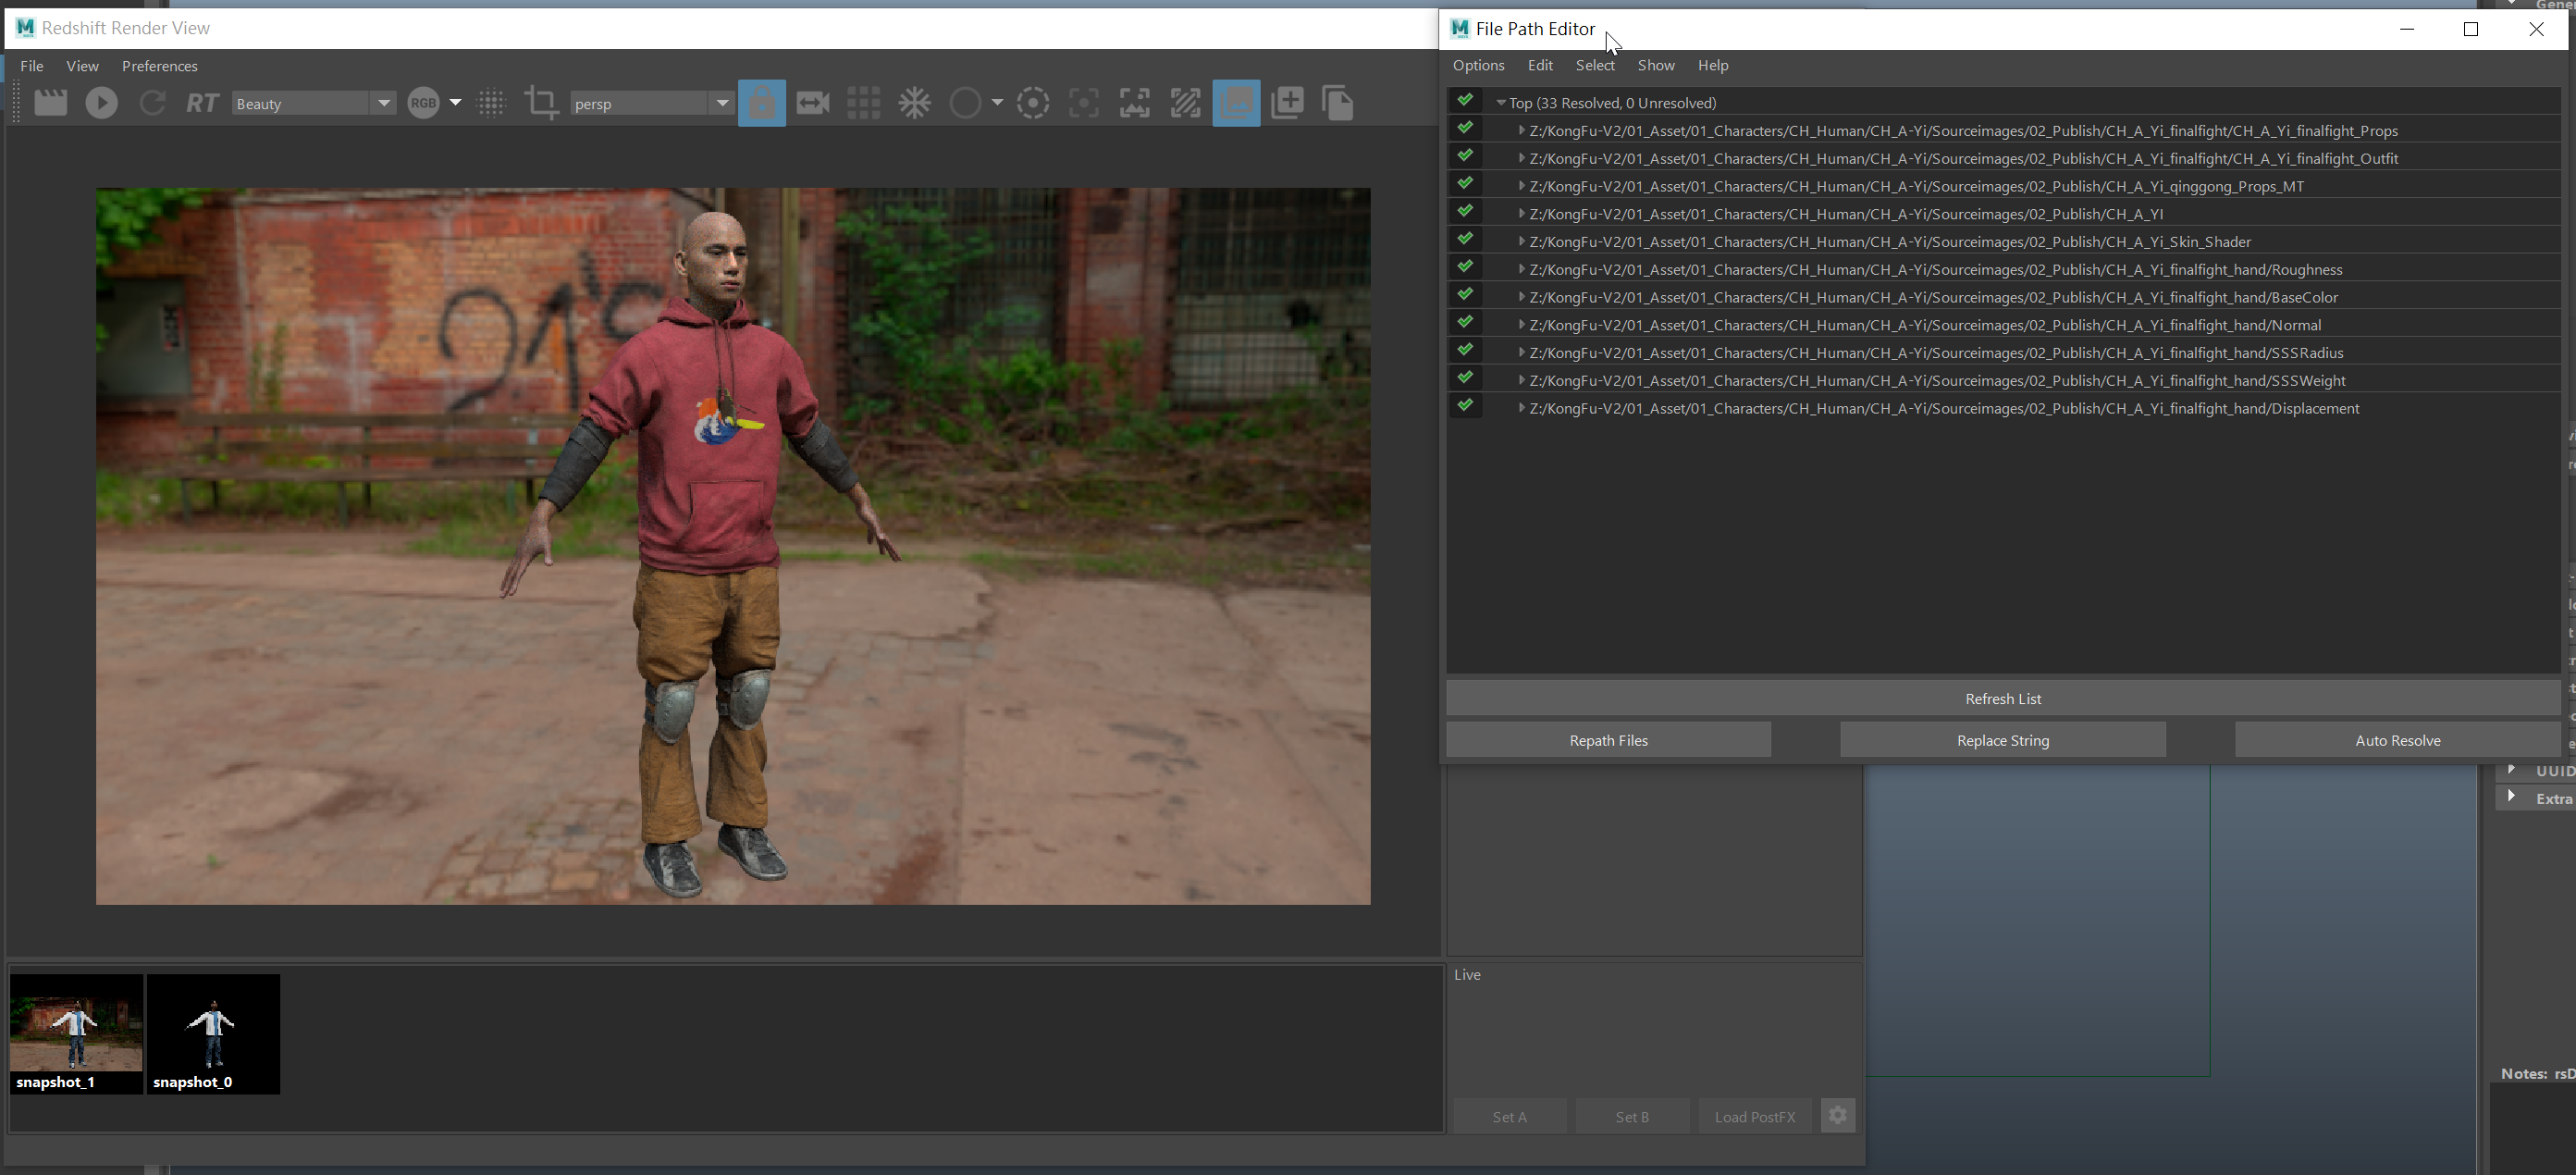 Redshift Render View
File View Preferences
RT Beauty RGB persp
snapshot_1 snapshot_0
File Path Editor
Options Edit Select Show Help
Top (33 Resolved, 0 Unresolved)
Z:/KongFu-V2/01_Asset/01_Characters/CH_Human/CH_A-Yi/Sourceimages/02_Publish/CH_A_Yi_finalfight/CH_A_Yi_finalfight_Props
Z:/KongFu-V2/01_Asset/01_Characters/CH_Human/CH_A-Yi/Sourceimages/02_Publish/CH_A_Yi_finalfight/CH_A_Yi_finalfight_Outfit
Z:/KongFu-V2/01_Asset/01_Characters/CH_Human/CH_A-Yi/Sourceimages/02_Publish/CH_A_Yi_qinggong_Props_MT
Z:/KongFu-V2/01_Asset/01_Characters/CH_Human/CH_A-Yi/Sourceimages/02_Publish/CH_A_YI
Z:/KongFu-V2/01_Asset/01_Characters/CH_Human/CH_A-Yi/Sourceimages/02_Publish/CH_A_Yi_Skin_Shader
Z:/KongFu-V2/01_Asset/01_Characters/CH_Human/CH_A-Yi/Sourceimages/02_Publish/CH_A_Yi_finalfight_hand/Roughness
Z:/KongFu-V2/01_Asset/01_Characters/CH_Human/CH_A-Yi/Sourceimages/02_Publish/CH_A_Yi_finalfight_hand/BaseColor
Z:/KongFu-V2/01_Asset/01_Characters/CH_Human/CH_A-Yi/Sourceimages/02_Publish/CH_A_Yi_finalfight_hand/Normal
Z:/KongFu-V2/01_Asset/01_Characters/CH_Human/CH_A-Yi/Sourceimages/02_Publish/CH_A_Yi_finalfight_hand/SSSRadius
Z:/KongFu-V2/01_Asset/01_Characters/CH_Human/CH_A-Yi/Sourceimages/02_Publish/CH_A_Yi_finalfight_hand/SSSWeight
Z:/KongFu-V2/01_Asset/01_Characters/CH_Human/CH_A-Yi/Sourceimages/02_Publish/CH_A_Yi_finalfight_hand/Displacement
Refresh List
Repath Files Replace String Auto Resolve
Live
Set A Set B Load PostFX
UUID
Extra
Notes: rsD